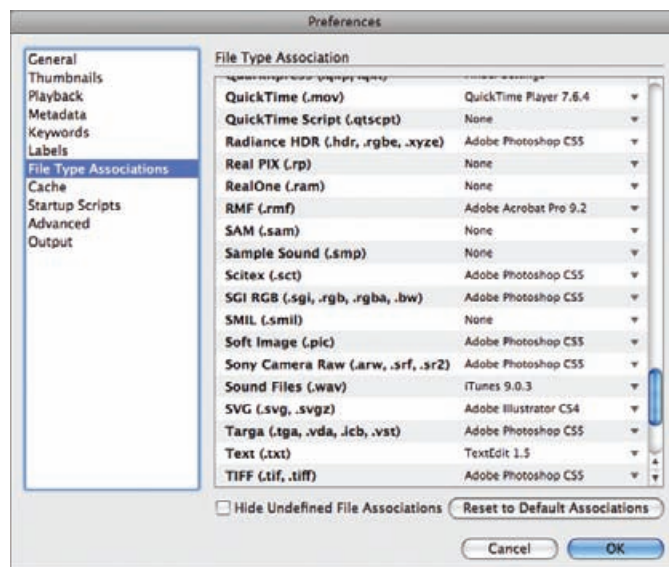 Preferences
General
Thumbnails
Playback
Metadata
Keywords
Labels
File Type Associations
Cache
Startup Scripts
Advanced
Output
File Type Association
QuickTime (.mov) QuickTime Player 7.6.4
QuickTime Script (.qtscpt) None
Radiance HDR (.hdr, .rgbe, .xyze) Adobe Photoshop CS5
Real PIX (.rp) None
RealOne (.ram) None
RMF (.rmf) Adobe Acrobat Pro 9.2
SAM (.sam) None
Sample Sound (.smp) None
Scitex (.sct) Adobe Photoshop CS5
SGI RGB (.sgi, .rgb, .rgba, .bw) Adobe Photoshop CS5
SMIL (.smil) None
Soft Image (.pic) Adobe Photoshop CS5
Sony Camera Raw (.arw, .srf, .sr2) Adobe Photoshop CS5
Sound Files (.wav) iTunes 9.0.3
SVG (.svg, .svgz) Adobe Illustrator CS4
Targa (.tga, .vda, .icb, .vst) Adobe Photoshop CS5
Text (.txt) TextEdit 1.5
TIFF (.tif, .tiff) Adobe Photoshop CS5
Hide Undefined File Associations Reset to Default Associations
Cancel OK